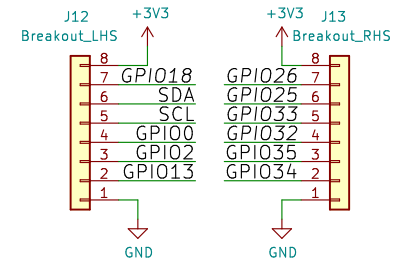 J12 +3V3 +3V3 J13
Breakout_LHS Breakout_RHS
8 8
GPIO18 7 GPIO26 7
SDA 6 GPIO25 6
SCL 5 GPIO33 5
GPIO0 4 GPIO32 4
GPIO2 3 GPIO35 3
GPIO13 2 GPIO34 2
1 1
GND GND